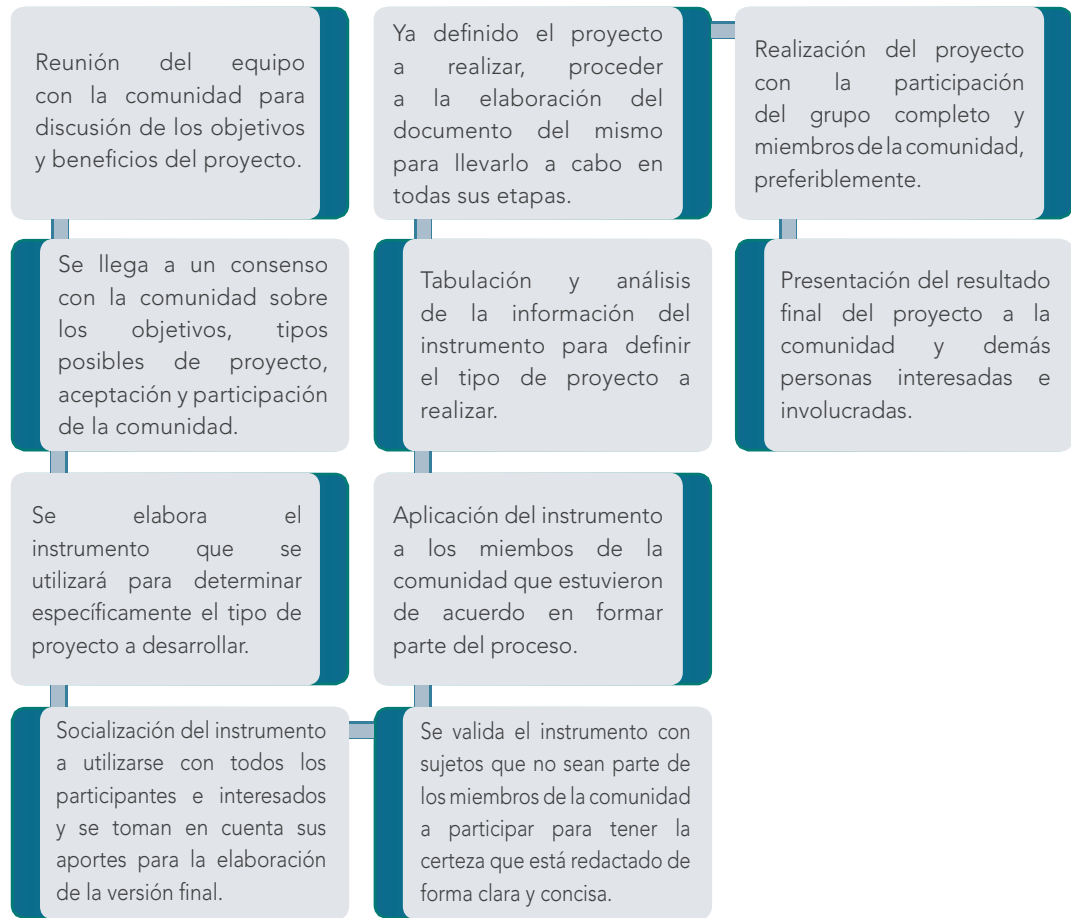 Reunión del equipo
con la comunidad para
discusión de los objetivos
y beneficios del proyecto.
Se llega a un consenso
con la comunidad sobre
los objetivos, tipos
posibles de proyecto,
aceptación y participación
de la comunidad.
Se elabora el
instrumento que se
utilizará para determinar
específicamente el tipo de
proyecto a desarrollar.
Socialización del instrumento
a utilizarse con todos los
participantes e interesados
y se toman en cuenta sus
aportes para la elaboración
de la versión final.
Se valida el instrumento con
sujetos que no sean parte de
los miembros de la comunidad
a participar para tener la
certeza que está redactado de
forma clara y concisa.
Aplicación del instrumento
a los miembos de la
comunidad que estuvieron
de acuerdo en formar
parte del proceso.
Tabulación y análisis
de la información del
instrumento para definir
el tipo de proyecto a
realizar.
Ya definido el proyecto
a realizar, proceder
a la elaboración del
documento del mismo
para llevarlo a cabo en
todas sus etapas.
Realización del proyecto
con la participación
del grupo completo y
miembros de la comunidad,
preferiblemente.
Presentación del resultado
final del proyecto a la
comunidad y demás
personas interesadas e
involucradas.